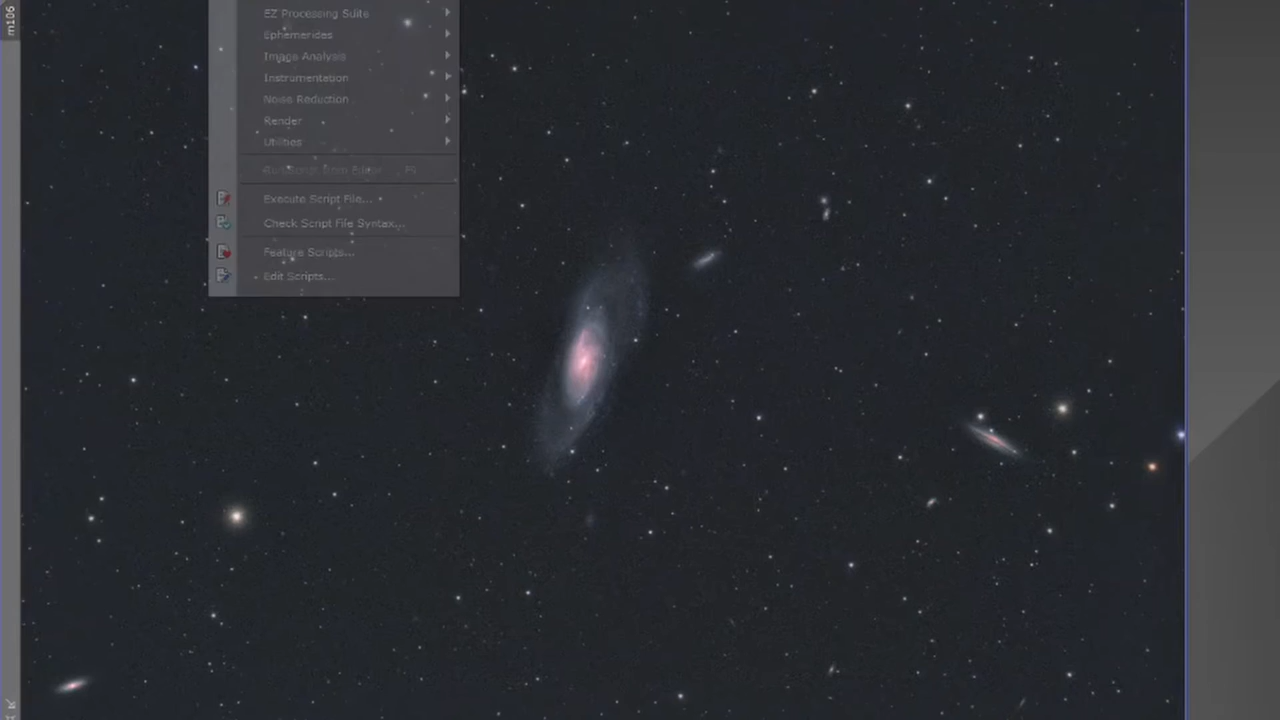 m106
EZ Processing Suite
Ephemerides
Image Analysis
Instrumentation
Noise Reduction
Render
Utilities
Execute Script File...
Check Script File Syntax...
Feature Scripts...
Edit Scripts...